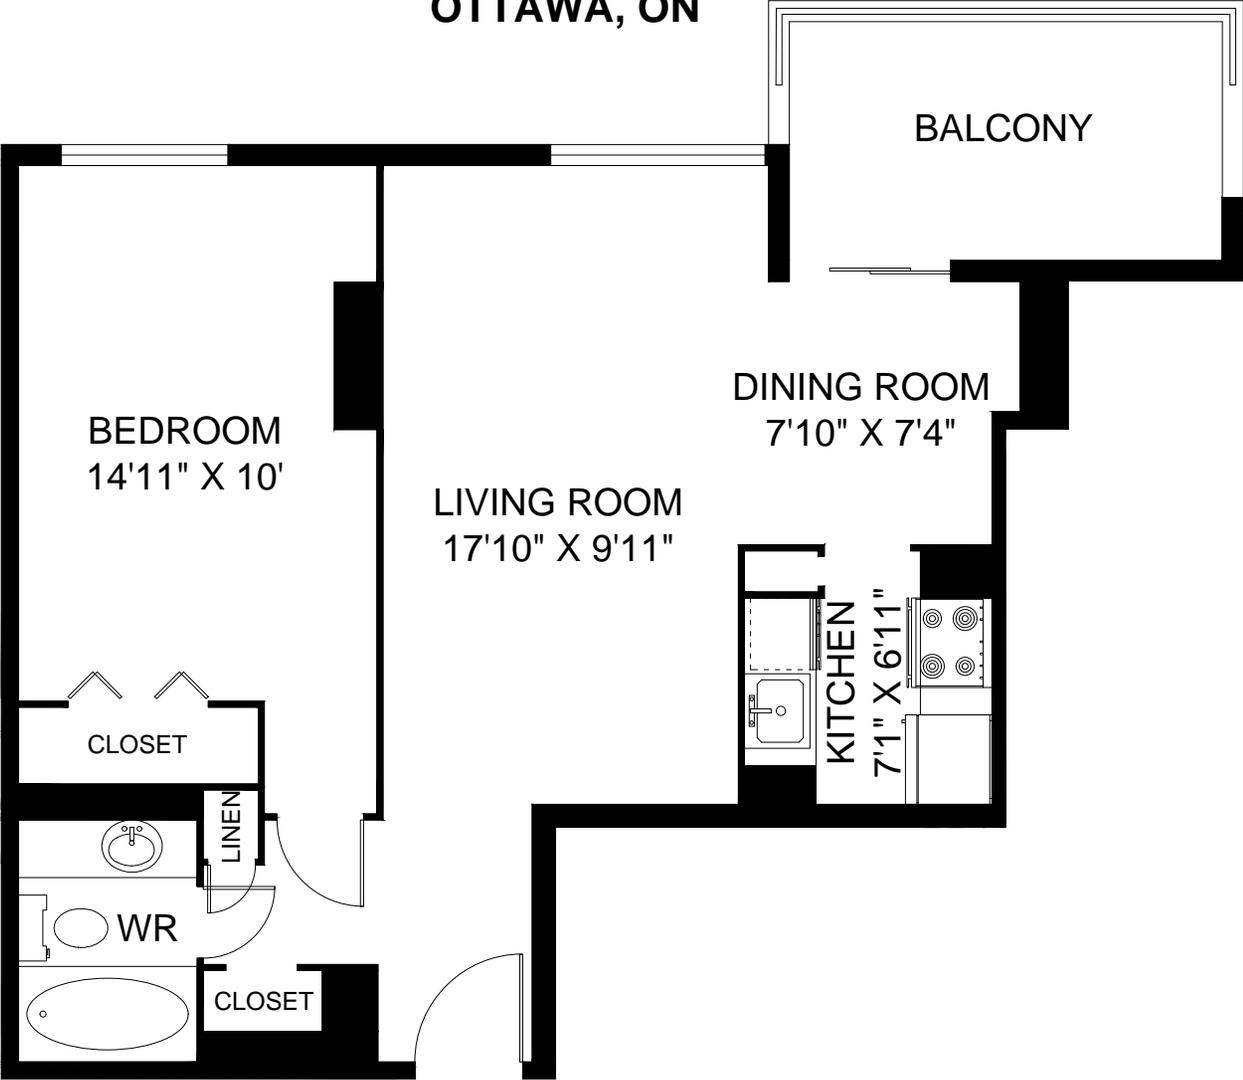 OTTAWA, ON
BALCONY
DINING ROOM
7'10" X 7'4"
BEDROOM
14'11" X 10'
LIVING ROOM
17'10" X 9'11"
KITCHEN
7'1" X 6'11"
CLOSET
LINEN
WR
CLOSET